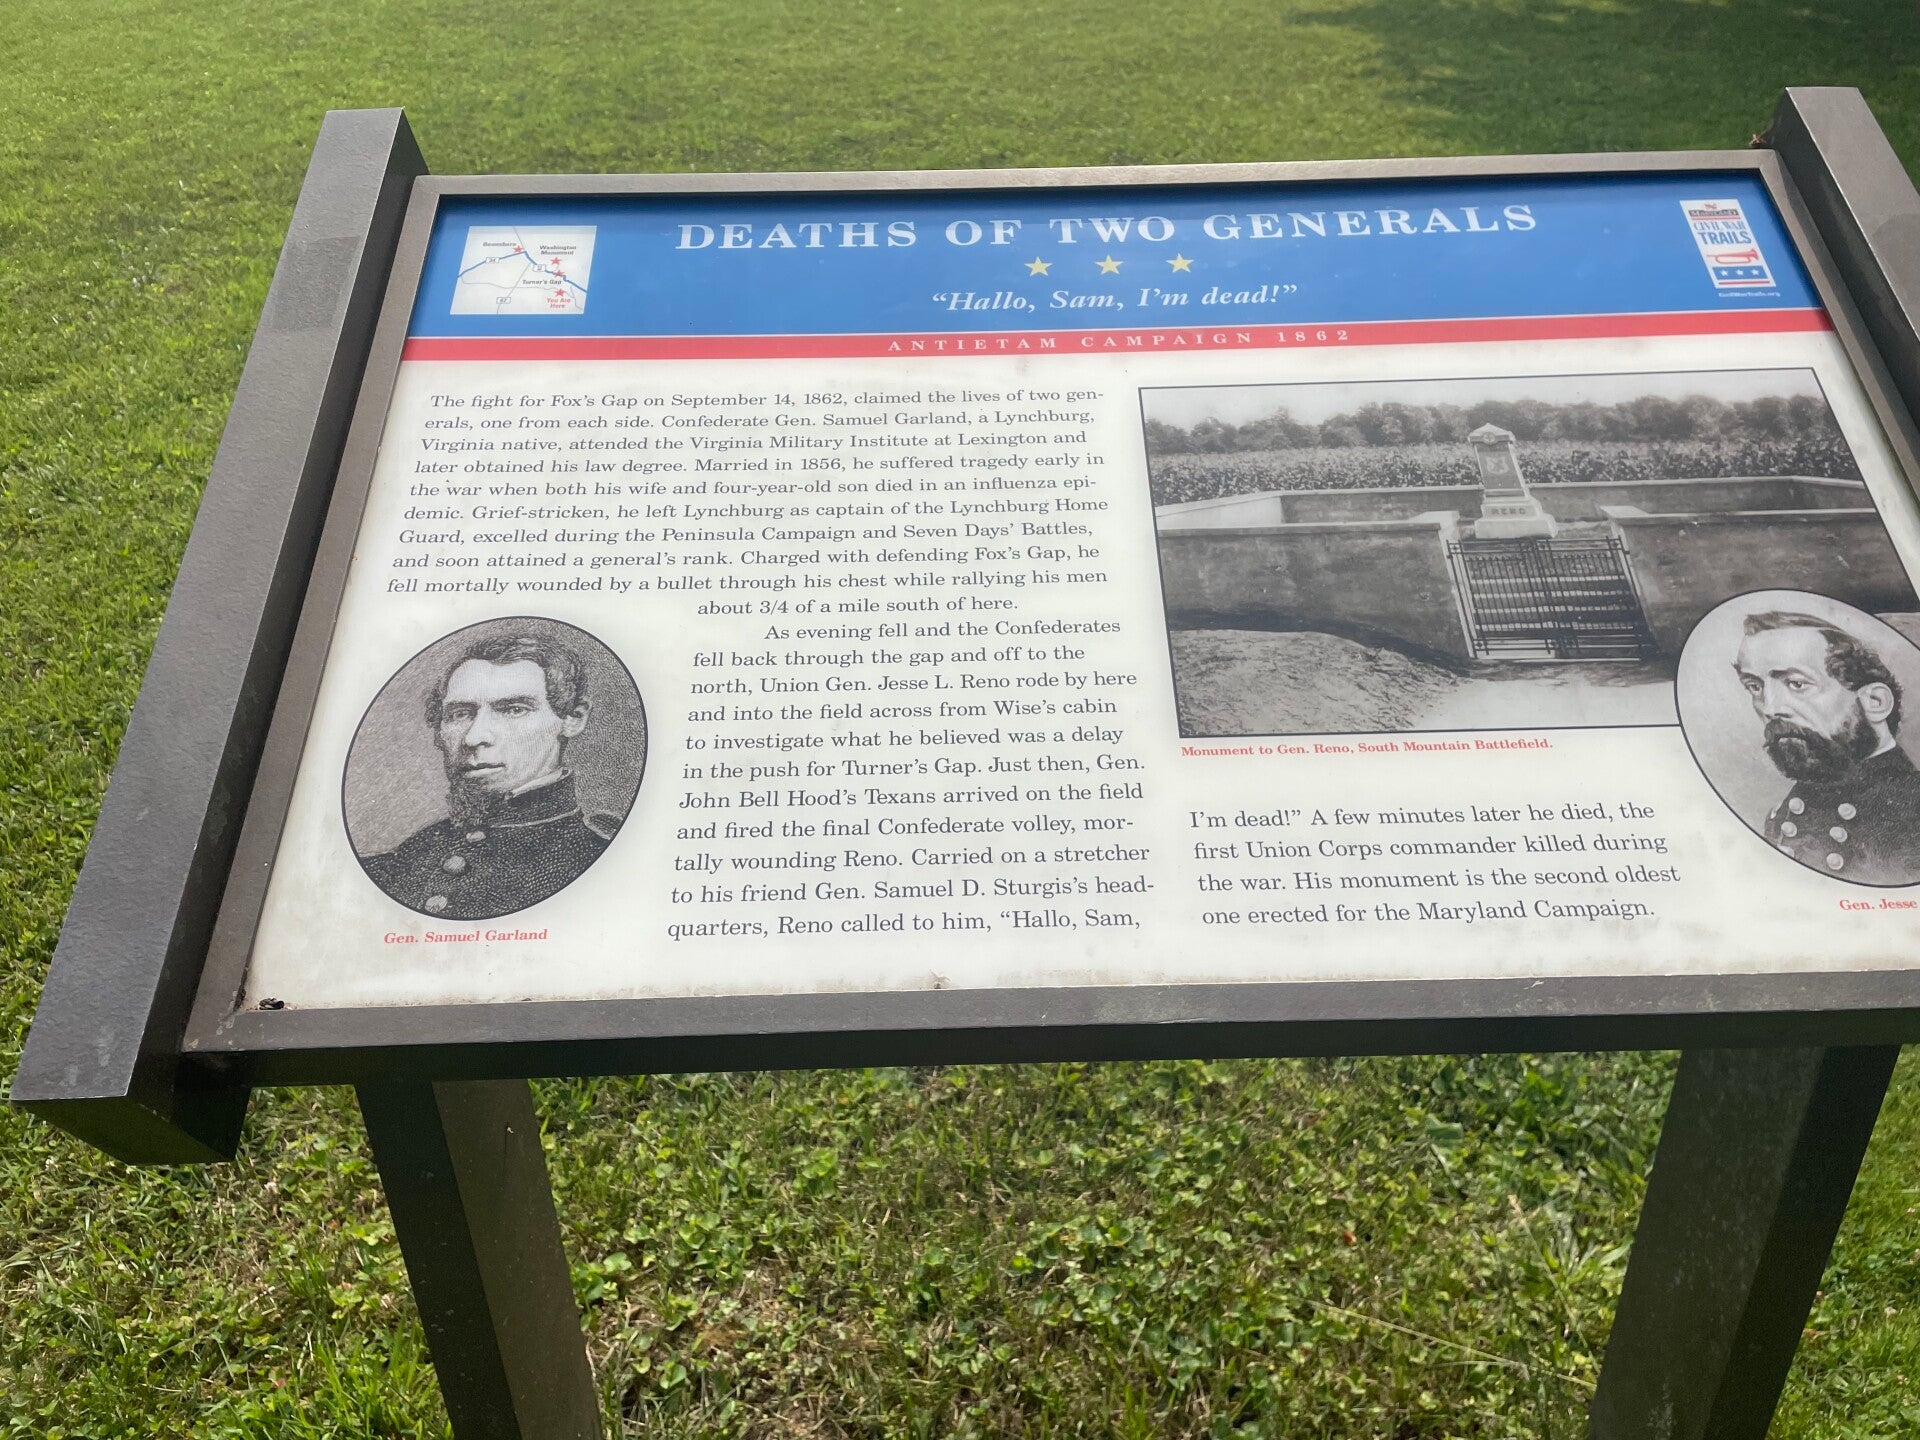 DEATHS OF TWO GENERALS
"Hallo, Sam, I'm dead!"
ANTIETAM CAMPAIGN 1862
Boonsboro
Washington
Monument
34
Turner's Gap
67
You Are
Here
MARYLAND
CIVIL WAR
TRAILS
CivilWarTrails.org
The fight for Fox's Gap on September 14, 1862, claimed the lives of two gen-
erals, one from each side. Confederate Gen. Samuel Garland, a Lynchburg,
Virginia native, attended the Virginia Military Institute at Lexington and
later obtained his law degree. Married in 1856, he suffered tragedy early in
the war when both his wife and four-year-old son died in an influenza epi-
demic. Grief-stricken, he left Lynchburg as captain of the Lynchburg Home
Guard, excelled during the Peninsula Campaign and Seven Days' Battles,
and soon attained a general's rank. Charged with defending Fox's Gap, he
fell mortally wounded by a bullet through his chest while rallying his men
about 3/4 of a mile south of here.
As evening fell and the Confederates
fell back through the gap and off to the
north, Union Gen. Jesse L. Reno rode by here
and into the field across from Wise's cabin
to investigate what he believed was a delay
in the push for Turner's Gap. Just then, Gen.
John Bell Hood's Texans arrived on the field
and fired the final Confederate volley, mor-
tally wounding Reno. Carried on a stretcher
to his friend Gen. Samuel D. Sturgis's head-
quarters, Reno called to him, "Hallo, Sam,
Gen. Samuel Garland
RENO
Monument to Gen. Reno, South Mountain Battlefield.
I'm dead!" A few minutes later he died, the
first Union Corps commander killed during
the war. His monument is the second oldest
one erected for the Maryland Campaign.
Gen. Jesse